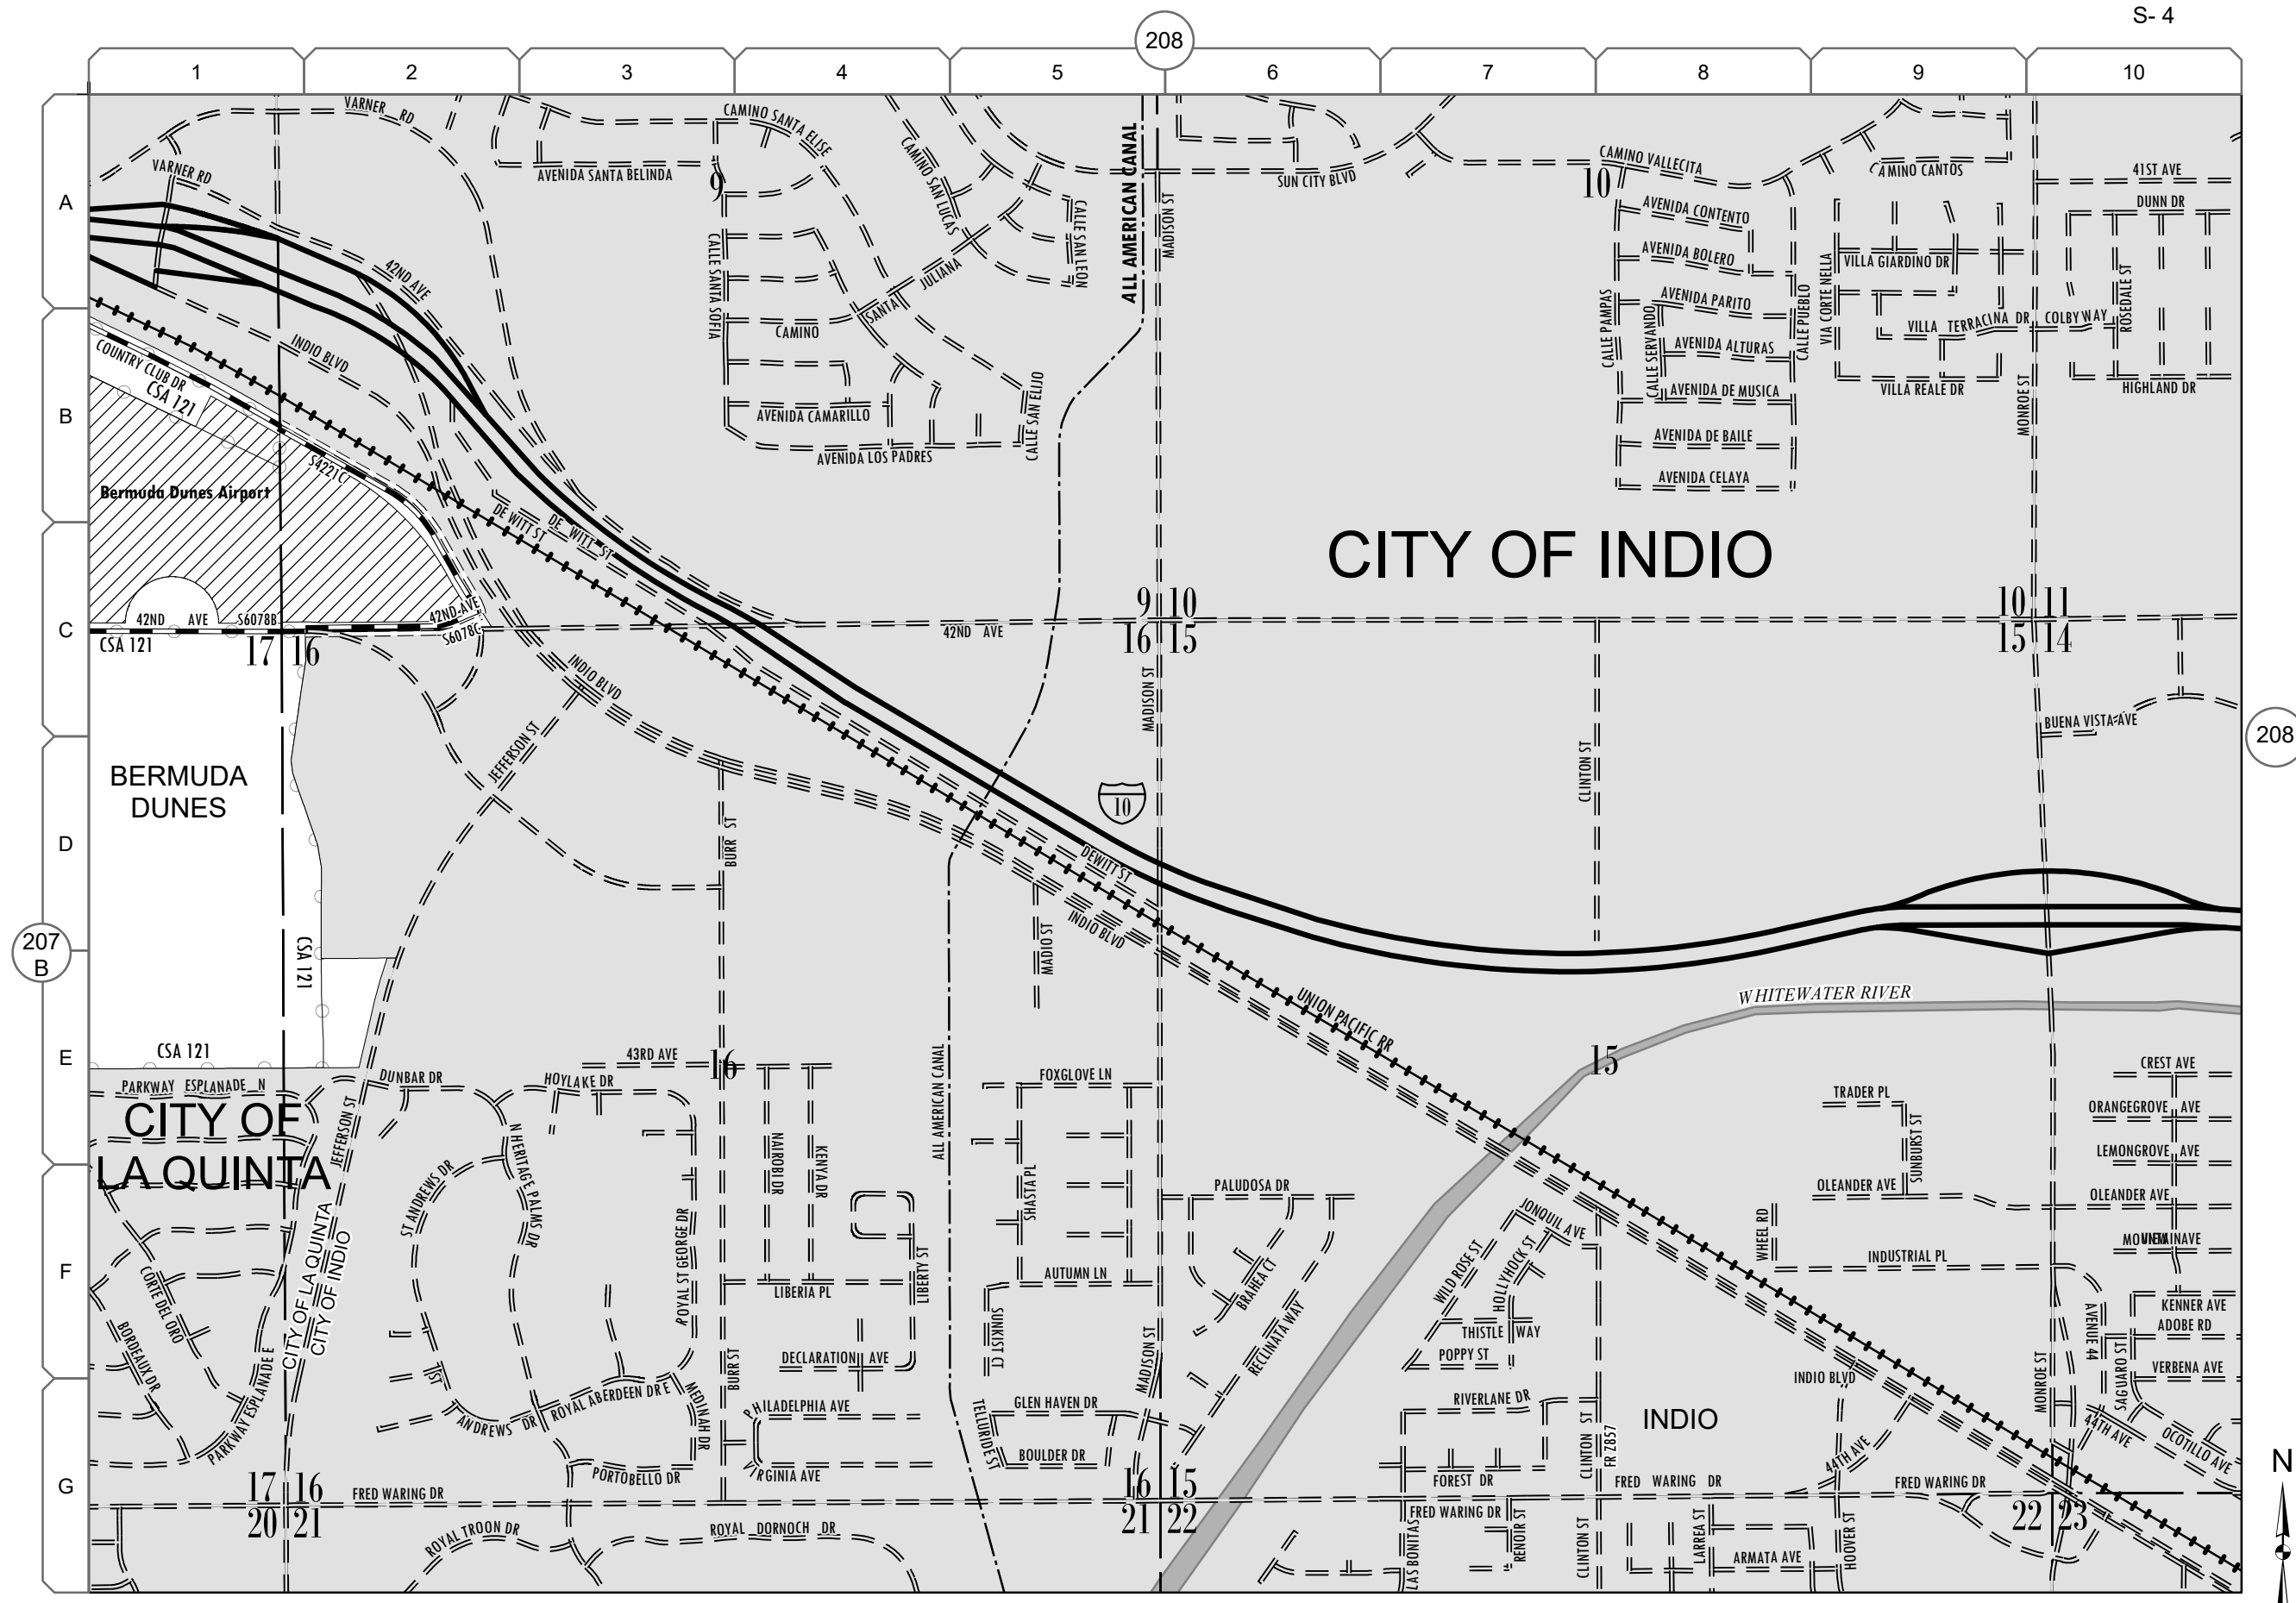 S- 4
208
1 2 3 4 5 6 7 8 9 10
A
B
C
D
E
F
G
207
B
208
N
VARNER RD
VARNER RD
42ND AVE
INDIO BLVD
COUNTRY CLUB DR
CSA 121
S4221C
Bermuda Dunes Airport
AVENIDA SANTA BELINDA
9
CAMINO SANTA ELISE
CAMINO SAN LUCAS
CALLE SAN LEON
CALLE SANTA SOFIA
CAMINO SANTA JULIANA
AVENIDA CAMARILLO
AVENIDA LOS PADRES
CALLE SAN ELIJO
ALL AMERICAN CANAL
MADISON ST
SUN CITY BLVD
10
CAMINO VALLECITA
CAMINO CANTOS
41ST AVE
DUNN DR
AVENIDA CONTENTO
AVENIDA BOLERO
AVENIDA PARITO
AVENIDA ALTURAS
AVENIDA DE MUSICA
AVENIDA DE BAILE
AVENIDA CELAYA
CALLE PAMPAS
CALLE SERVANDO
CALLE PUEBLO
VIA CORTE NELLA
VILLA GIARDINO DR
VILLA TERRACINA DR
COLBY WAY
ROSEDALE ST
VILLA REALE DR
HIGHLAND DR
MONROE ST
DE WITT ST
DE WITT ST
CITY OF INDIO
42ND AVE
S6078B
42ND AVE
S6078C
CSA 121
17 16
42ND AVE
9 10
16 15
10 11
15 14
INDIO BLVD
JEFFERSON ST
MADISON ST
CLINTON ST
BUENA VISTA AVE
BERMUDA
DUNES
10
BURR ST
DEWITT ST
INDIO BLVD
MADIO ST
CSA 121
UNION PACIFIC RR
WHITEWATER RIVER
CSA 121
43RD AVE
16
15
PARKWAY ESPLANADE N
DUNBAR DR
HOYLAKE DR
FOXGLOVE LN
CREST AVE
TRADER PL
ORANGEGROVE AVE
LEMONGROVE AVE
CITY OF
LA QUINTA
JEFFERSON ST
N HERITAGE PALMS DR
ST ANDREWS DR
NAIROBI DR
KENYA DR
ALL AMERICAN CANAL
SHASTA PL
SUNBURST ST
OLEANDER AVE
OLEANDER AVE
PALUDOSA DR
JONQUIL AVE
WILD ROSE ST
HOLLYHOCK ST
WHEEL RD
INDUSTRIAL PL
CITY OF LA QUINTA
CITY OF INDIO
CORTE DEL ORO
BORDEAUX DR
PARKWAY ESPLANADE E
ROYAL ST GEORGE DR
LIBERIA PL
LIBERTY ST
AUTUMN LN
SUNKIST CT
BRAHEA CT
RECLINATA WAY
THISTLE WAY
POPPY ST
AVENUE 44
KENNER AVE
ADOBE RD
VERBENA AVE
SAGUARO ST
DECLARATION AVE
BURR ST
MADISON ST
INDIO BLVD
MONROE ST
ST ANDREWS DR
ROYAL ABERDEEN DR E
MEDINAH DR
PHILADELPHIA AVE
VIRGINIA AVE
TELLURIDE ST
GLEN HAVEN DR
BOULDER DR
RIVERLANE DR
FOREST DR
CLINTON ST
FR 2857
INDIO
44TH AVE
44TH AVE
OCOTILLO AVE
PORTOBELLO DR
17 16
20 21
FRED WARING DR
16 15
21 22
FRED WARING DR
FRED WARING DR
FRED WARING DR
22 23
ROYAL TROON DR
ROYAL DORNOCH DR
LAS BONITAS
RENOIR ST
CLINTON ST
LARREA ST
ARMATA AVE
HOOVER ST